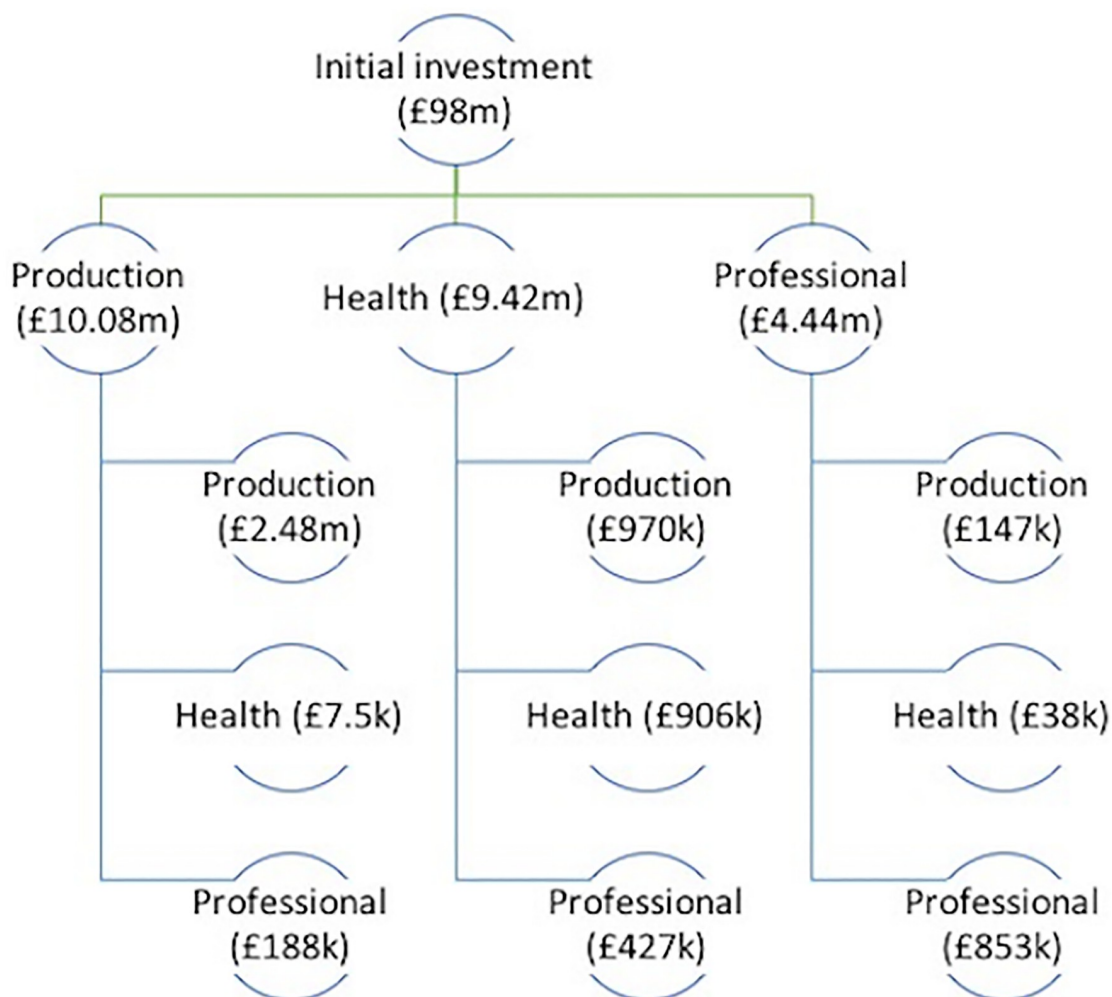 Initial investment
(£98m)
Production
(£10.08m)
Health (£9.42m)
Professional
(£4.44m)
Production
(£2.48m)
Health (£7.5k)
Professional
(£188k)
Production
(£970k)
Health (£906k)
Professional
(£427k)
Production
(£147k)
Health (£38k)
Professional
(£853k)